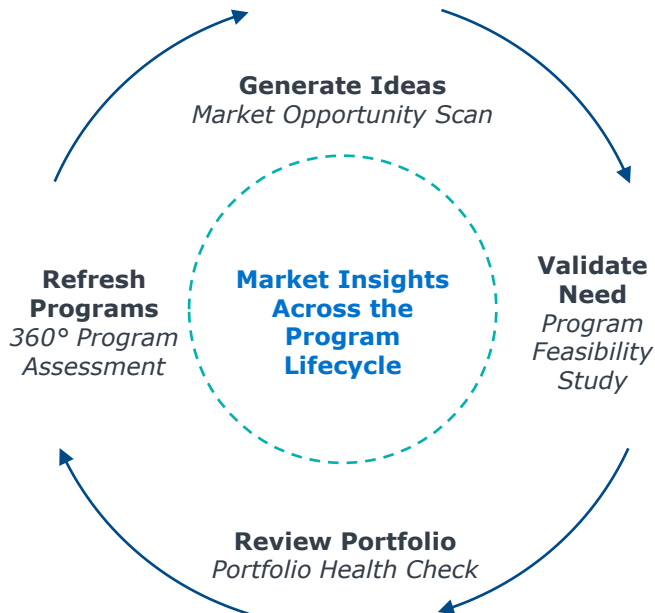 Generate Ideas
Market Opportunity Scan
Validate
Need
Program
Feasibility
Study
Review Portfolio
Portfolio Health Check
Refresh
Programs
360° Program
Assessment
Market Insights
Across the
Program
Lifecycle